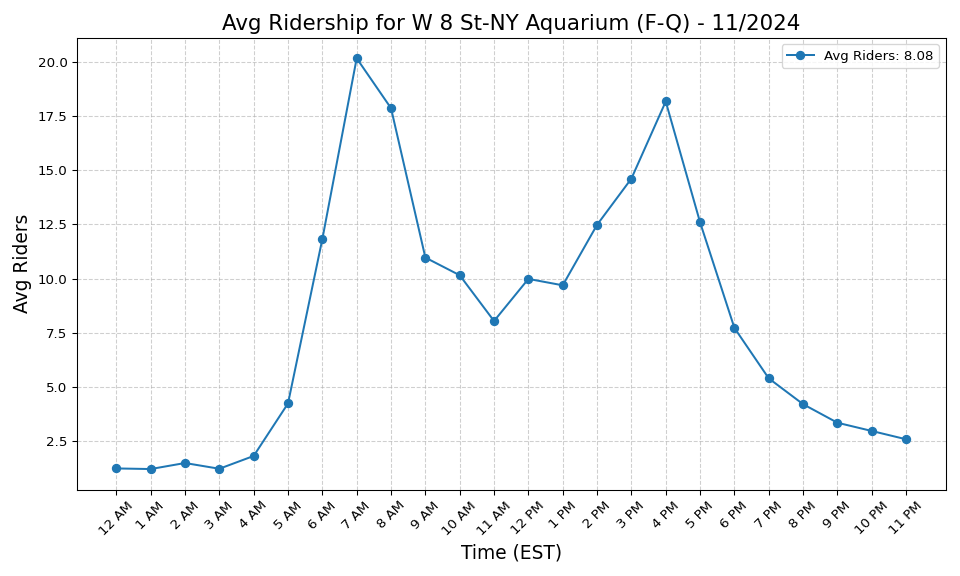 Avg Ridership for W 8 St-NY Aquarium (F-Q) - 11/2024
Avg Riders: 8.08
Avg Riders
20.0
17.5
15.0
12.5
10.0
7.5
5.0
2.5
12 AM
1 AM
2 AM
3 AM
4 AM
5 AM
6 AM
7 AM
8 AM
9 AM
10 AM
11 AM
12 PM
1 PM
2 PM
3 PM
4 PM
5 PM
6 PM
7 PM
8 PM
9 PM
10 PM
11 PM
Time (EST)